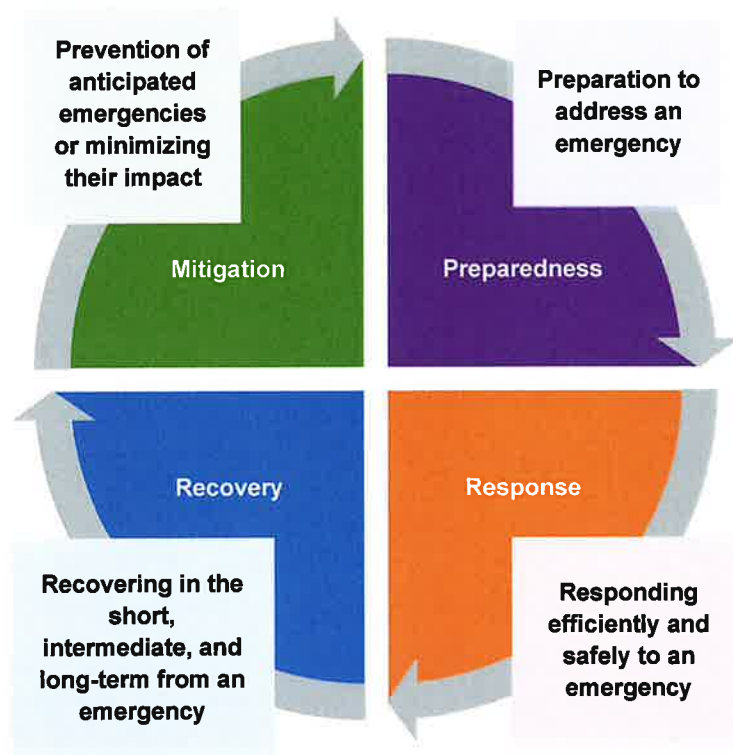 Prevention of
anticipated
emergencies
or minimizing
their impact
Preparation to
address an
emergency
Mitigation
Preparedness
Recovery
Response
Recovering in the
short,
intermediate, and
long-term from an
emergency
Responding
efficiently and
safely to an
emergency